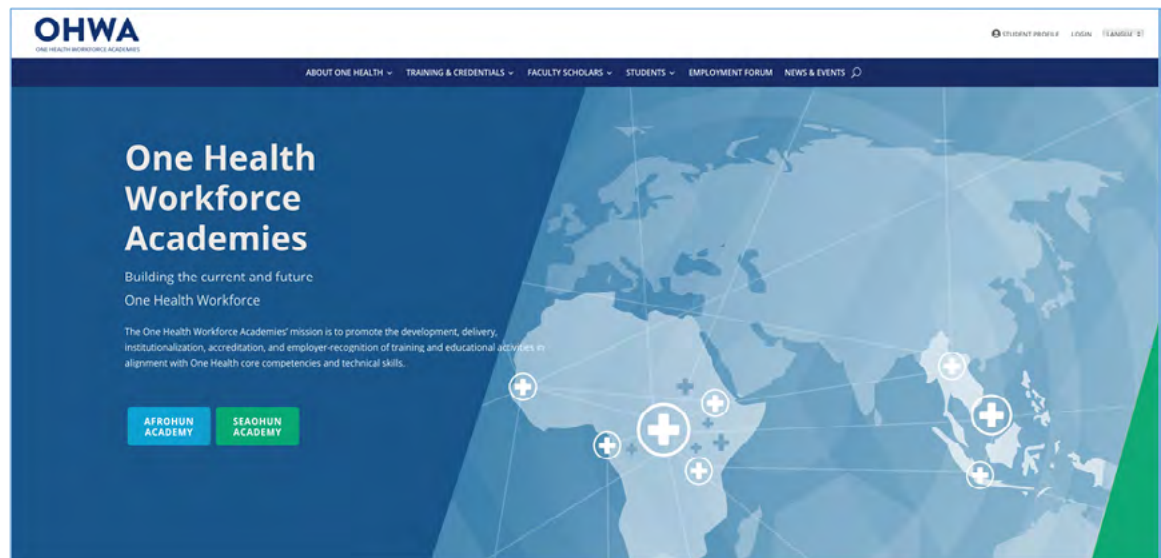 OHWA
ONE HEALTH WORKFORCE ACADEMIES
STUDENT PROFILE LOGIN
ABOUT ONE HEALTH TRAINING & CREDENTIALS FACULTY SCHOLARS STUDENTS EMPLOYMENT FORUM NEWS & EVENTS
One Health
Workforce
Academies
Building the current and future
One Health Workforce
The One Health Workforce Academies' mission is to promote the development, delivery,
institutionalization, accreditation, and employer-recognition of training and educational activities in
alignment with One Health core competencies and technical skills.
AFROHUN
ACADEMY
SEAOHUN
ACADEMY